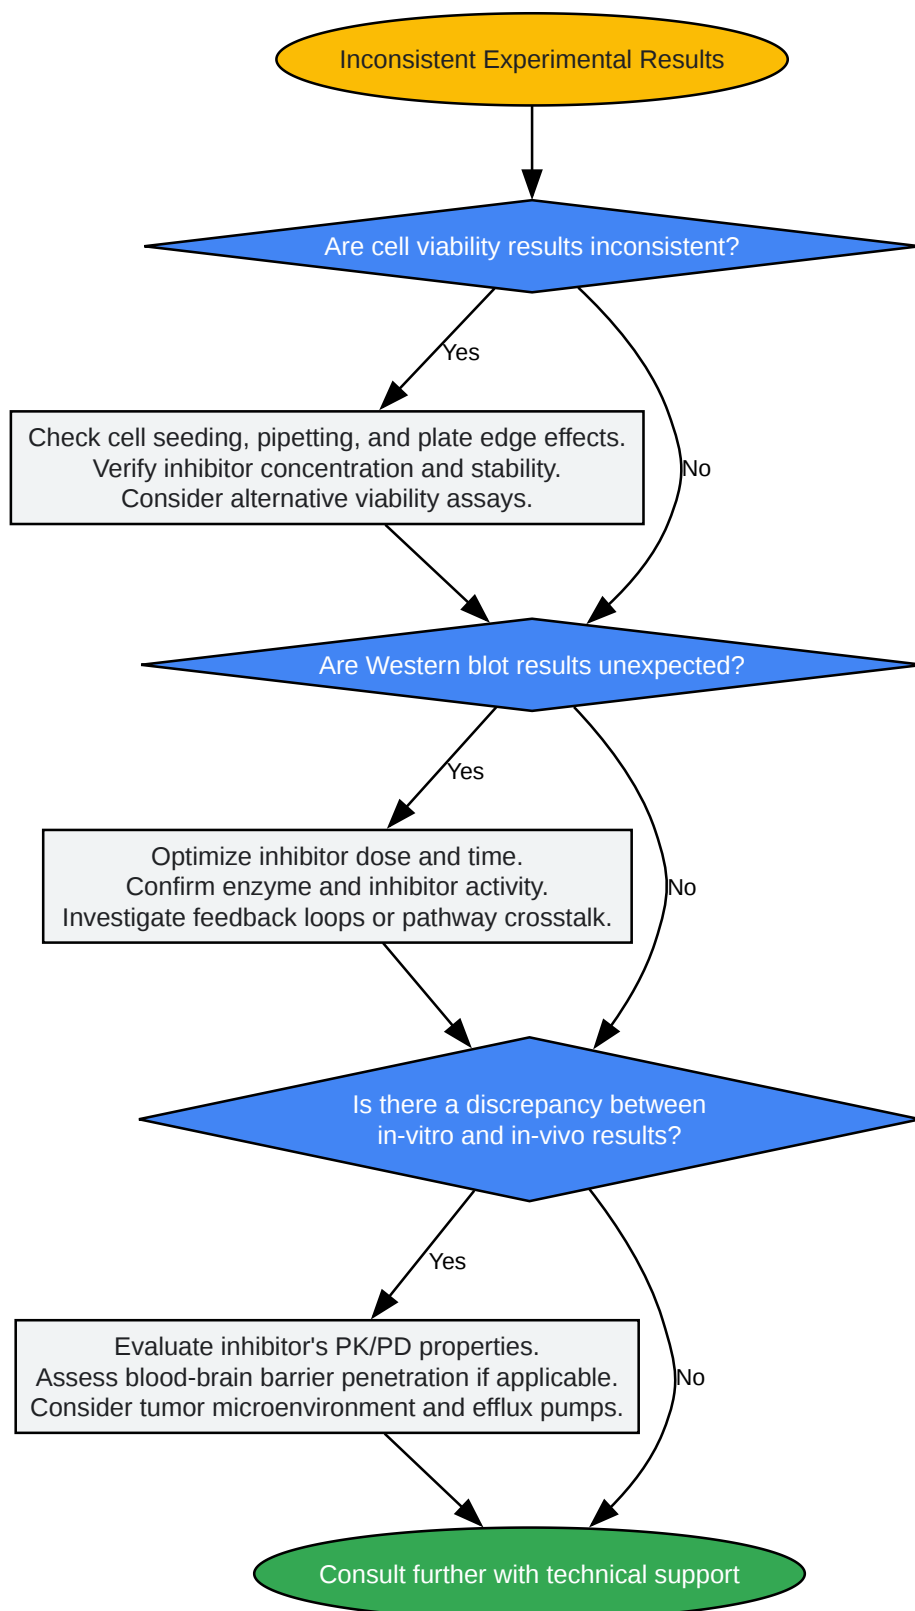 Inconsistent Experimental Results
Are cell viability results inconsistent?
Yes
Check cell seeding, pipetting, and plate edge effects.
Verify inhibitor concentration and stability.
Consider alternative viability assays.
No
Are Western blot results unexpected?
Yes
Optimize inhibitor dose and time.
Confirm enzyme and inhibitor activity.
Investigate feedback loops or pathway crosstalk.
No
Is there a discrepancy between
in-vitro and in-vivo results?
Yes
Evaluate inhibitor's PK/PD properties.
Assess blood-brain barrier penetration if applicable.
Consider tumor microenvironment and efflux pumps.
No
Consult further with technical support